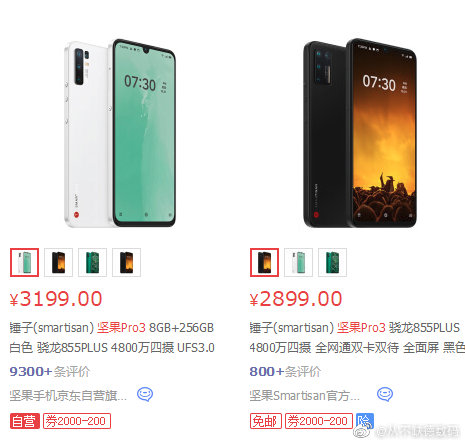 07:30
07:30
¥3199.00
锤子(smartisan) 坚果Pro3 8GB+256GB
白色 骁龙855PLUS 4800万四摄 UFS3.0
9300+条评价
坚果手机京东自营旗...
自营 券2000-200
¥2899.00
锤子(smartisan) 坚果Pro3 骁龙855PLUS
4800万四摄 全网通双卡双待 全面屏 黑色
800+条评价
坚果Smartisan官方...
免邮 券2000-200 险